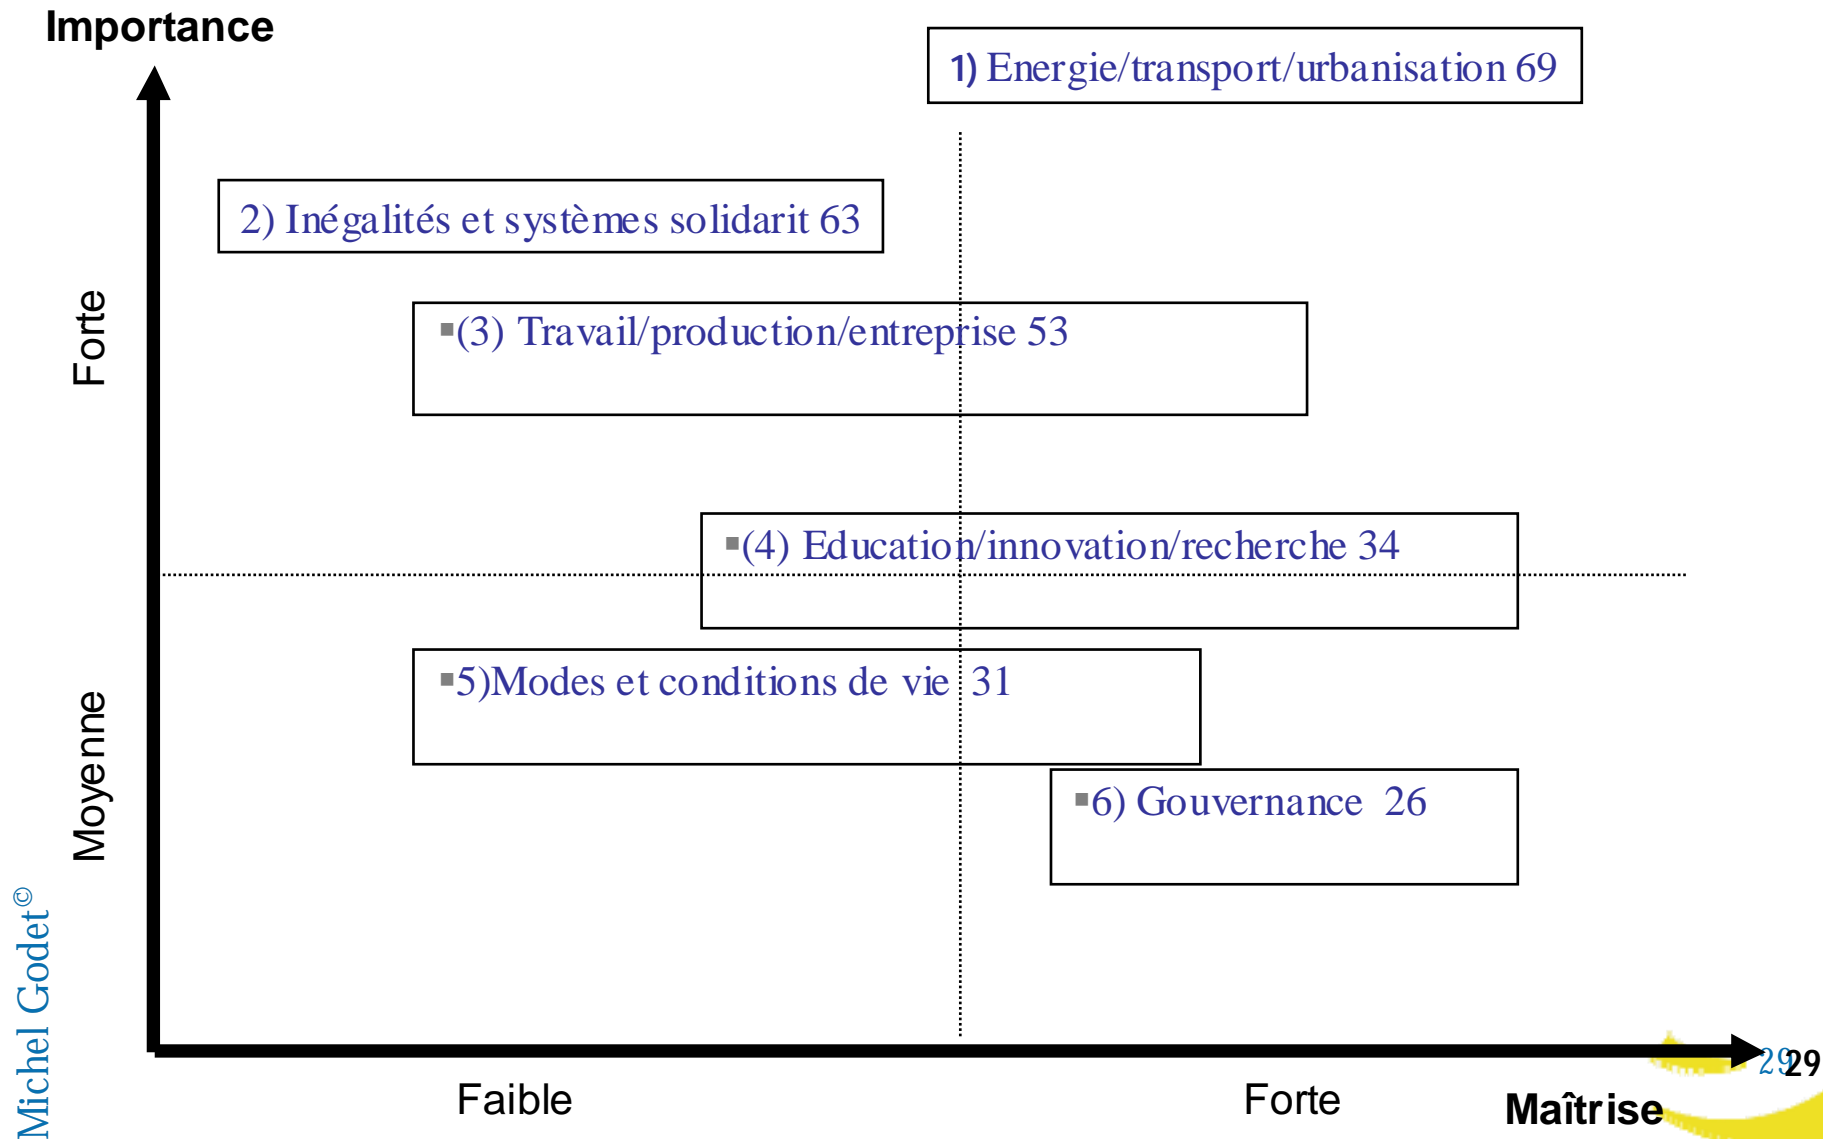 Importance
1) Energie/transport/urbanisation 69
2) Inégalités et systèmes solidarit 63
Forte
▪(3) Travail/production/entreprise 53
▪(4) Education/innovation/recherche 34
▪5)Modes et conditions de vie 31
Moyenne
▪6) Gouvernance 26
Michel Godet©
29
29
Faible
Forte
Maîtrise